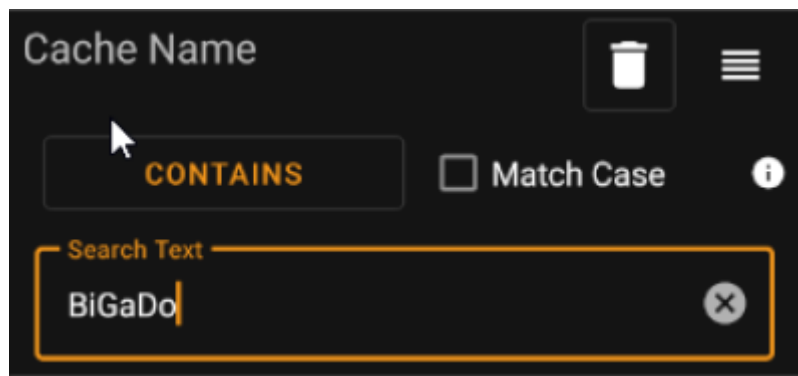 Cache Name
CONTAINS
Match Case
Search Text
BiGaDo